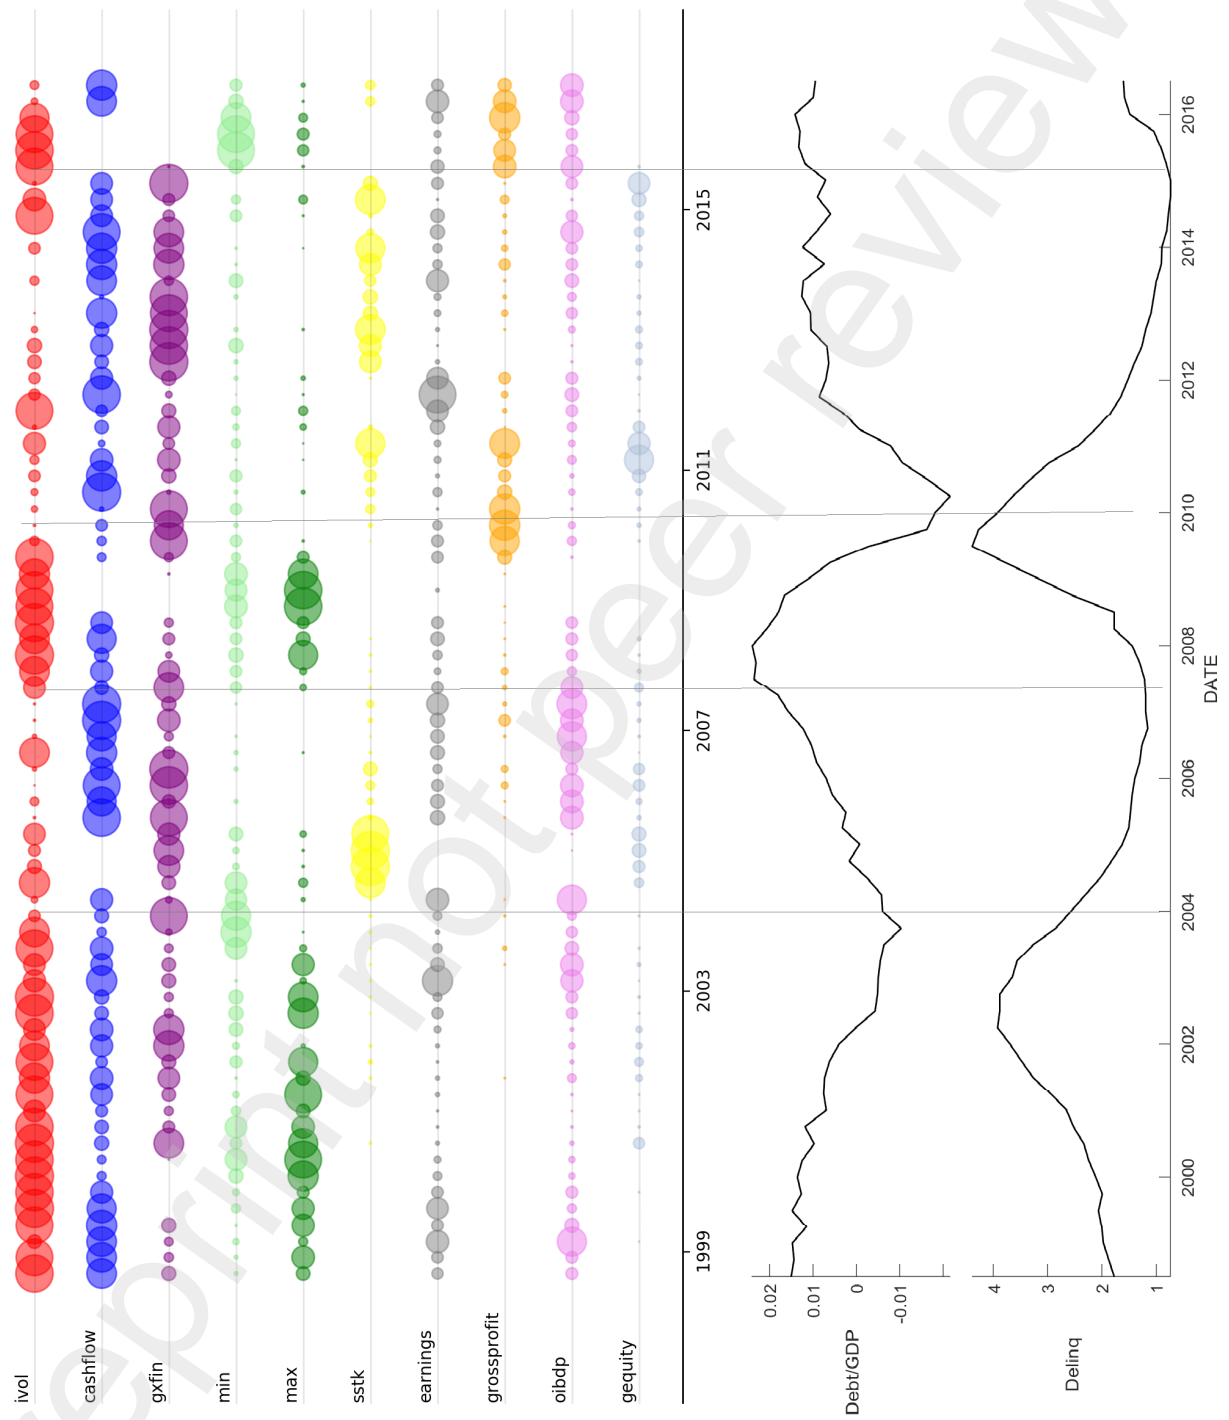 ivol
cashflow
gxfin
min
max
sstk
earnings
grossprofit
oibdp
gequity
1999
2003
2007
2011
2015
Debt/GDP
0.02
0.01
0
-0.01
Delinq
4
3
2
1
2000
2002
2004
2006
2008
2010
2012
2014
2016
DATE
eprint not peer review